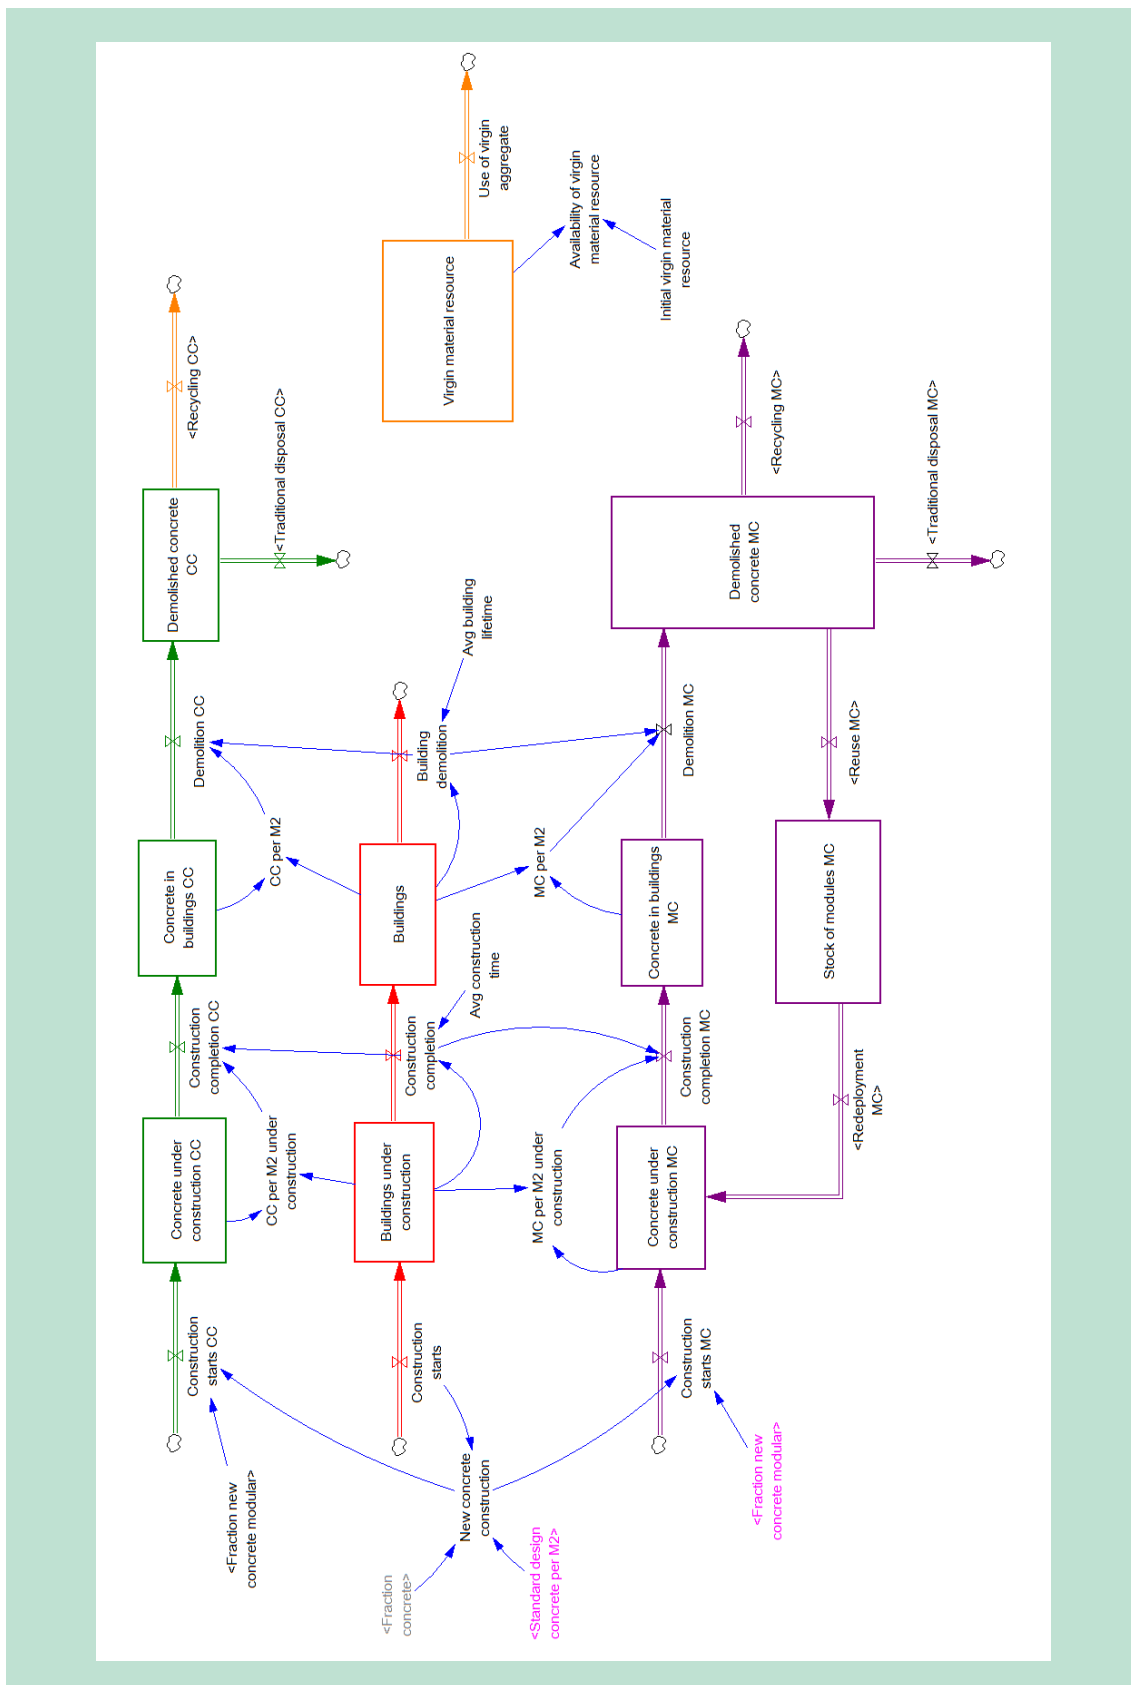 Use of virgin
aggregate
Virgin material resource
Availability of virgin
material resource
Initial virgin material
resource
Construction
starts CC
<Fraction new
concrete modular>
Concrete under
construction CC
Construction
completion CC
CC per M2 under
construction
Concrete in
buildings CC
CC per M2
Demolition CC
Demolished concrete
CC
<Recycling CC>
<Traditional disposal CC>
<Fraction
concrete>
New concrete
construction
<Standard design
concrete per M2>
Construction
starts
Buildings under
construction
Construction
completion
Avg construction
time
Buildings
Building
demolition
Avg building
lifetime
<Fraction new
concrete modular>
Construction
starts MC
MC per M2 under
construction
Concrete under
construction MC
Construction
completion MC
MC per M2
Concrete in buildings
MC
Demolition MC
Demolished
concrete MC
<Recycling MC>
<Traditional disposal MC>
<Reuse MC>
Stock of modules MC
<Redeployment
MC>